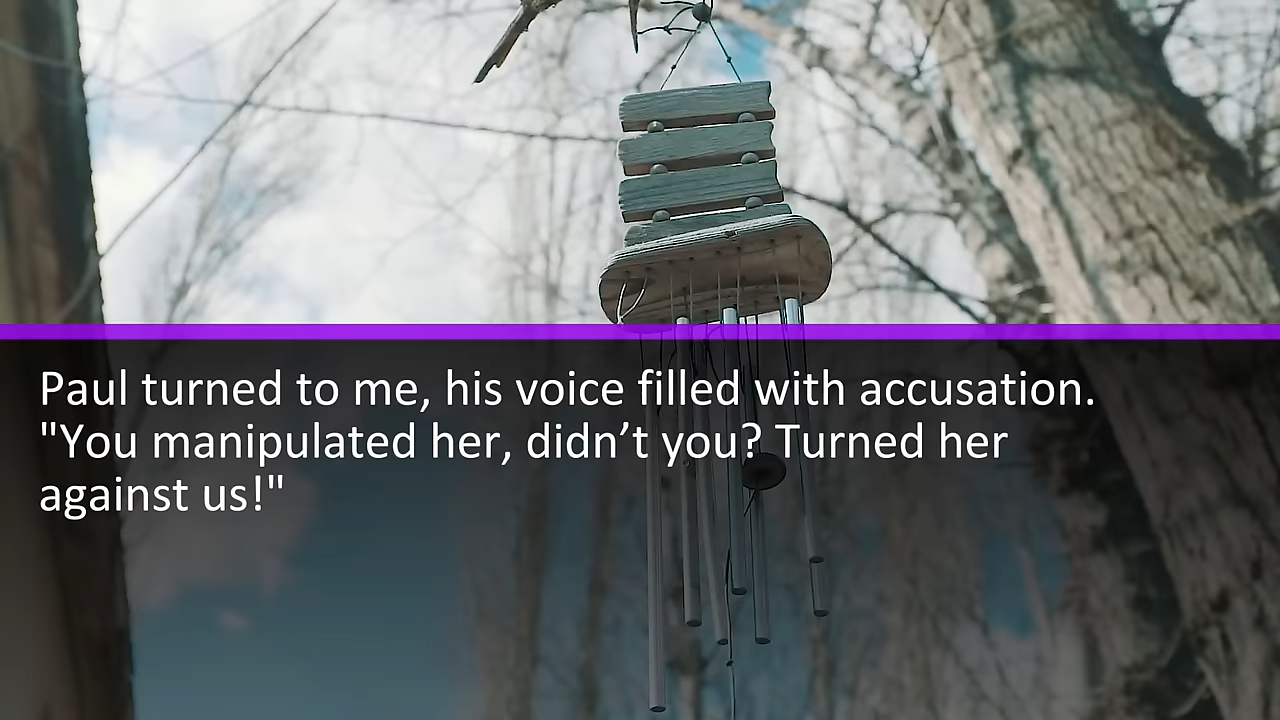 Paul turned to me, his voice filled with accusation.
"You manipulated her, didn’t you? Turned her
against us!"